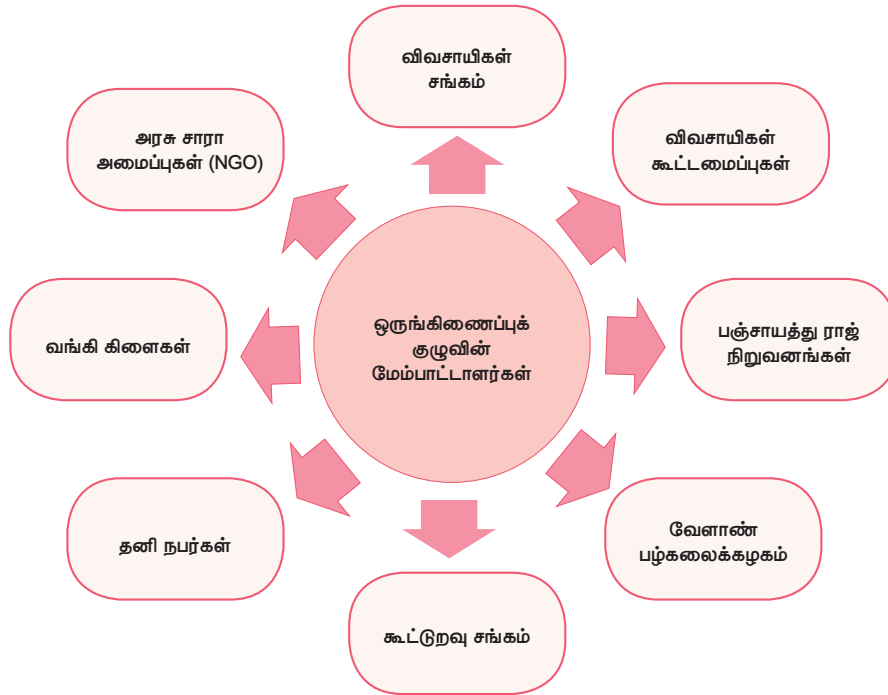 விவசாயிகள்
சங்கம்
அரசு சாரா
அமைப்புகள் (NGO)
விவசாயிகள்
கூட்டமைப்புகள்
வங்கி கிளைகள்
ஒருங்கிணைப்புக்
குழுவின்
மேம்பாட்டாளர்கள்
பஞ்சாயத்து ராஜ்
நிறுவனங்கள்
தனி நபர்கள்
வேளாண்
பழ்கலைக்கழகம்
கூட்டுறவு சங்கம்